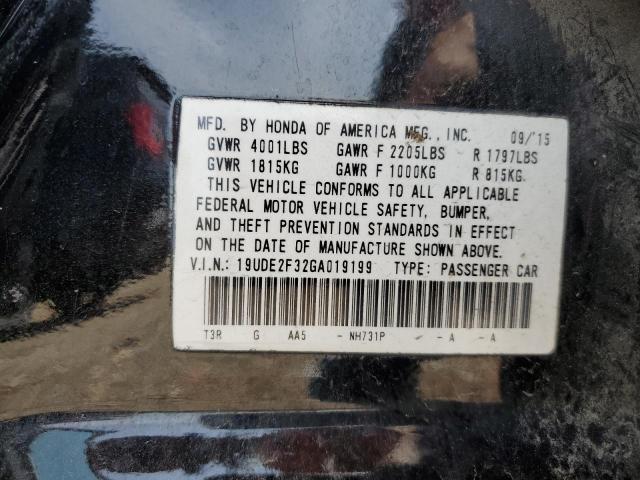 MFD. BY HONDA OF AMERICA MFG., INC. 09/'15
GVWR 4001LBS GAWR F 2205LBS R 1797LBS
GVWR 1815KG GAWR F 1000KG R 815KG
THIS VEHICLE CONFORMS TO ALL APPLICABLE
FEDERAL MOTOR VEHICLE SAFETY, BUMPER,
AND THEFT PREVENTION STANDARDS IN EFFECT
ON THE DATE OF MANUFACTURE SHOWN ABOVE.
V.I.N.: 19UDE2F32GA019199 TYPE: PASSENGER CAR
T3R G AA5 - NH731P - A - A